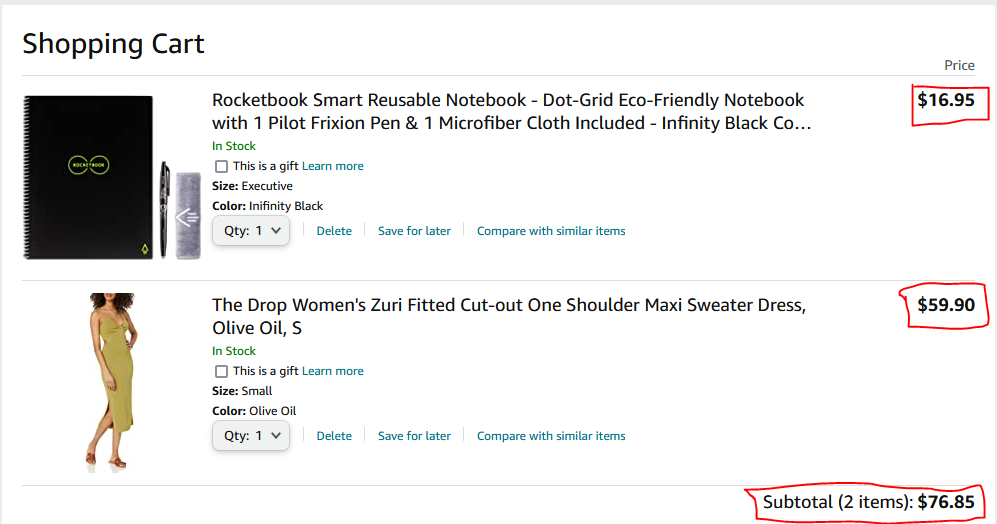 Shopping Cart
Price
Rocketbook Smart Reusable Notebook - Dot-Grid Eco-Friendly Notebook
with 1 Pilot Frixion Pen & 1 Microfiber Cloth Included - Infinity Black Co…
$16.95
In Stock
This is a gift Learn more
Size: Executive
Color: Inifinity Black
Qty: 1 Delete Save for later Compare with similar items
ROCKETBOOK
The Drop Women's Zuri Fitted Cut-out One Shoulder Maxi Sweater Dress,
Olive Oil, S
$59.90
In Stock
This is a gift Learn more
Size: Small
Color: Olive Oil
Qty: 1 Delete Save for later Compare with similar items
Subtotal (2 items): $76.85